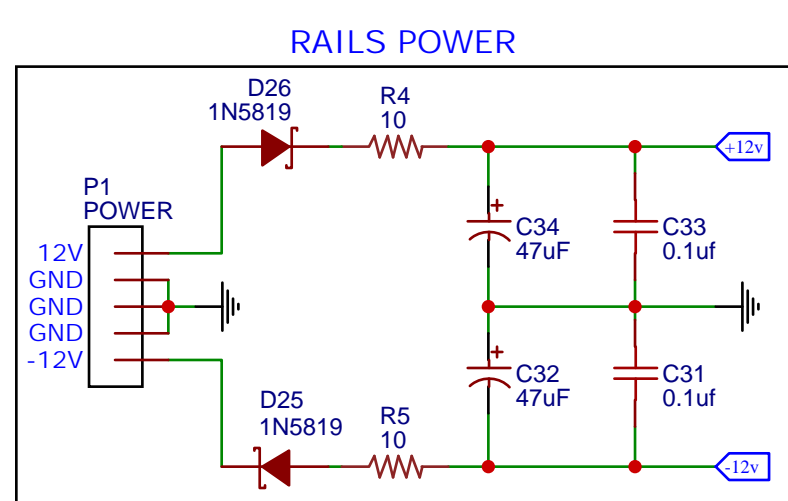 RAILS POWER
D26
1N5819
R4
10
+12v
P1
POWER
12V
GND
GND
GND
-12V
+
C34
47uF
C33
0.1uf
+
C32
47uF
C31
0.1uf
D25
1N5819
R5
10
-12v